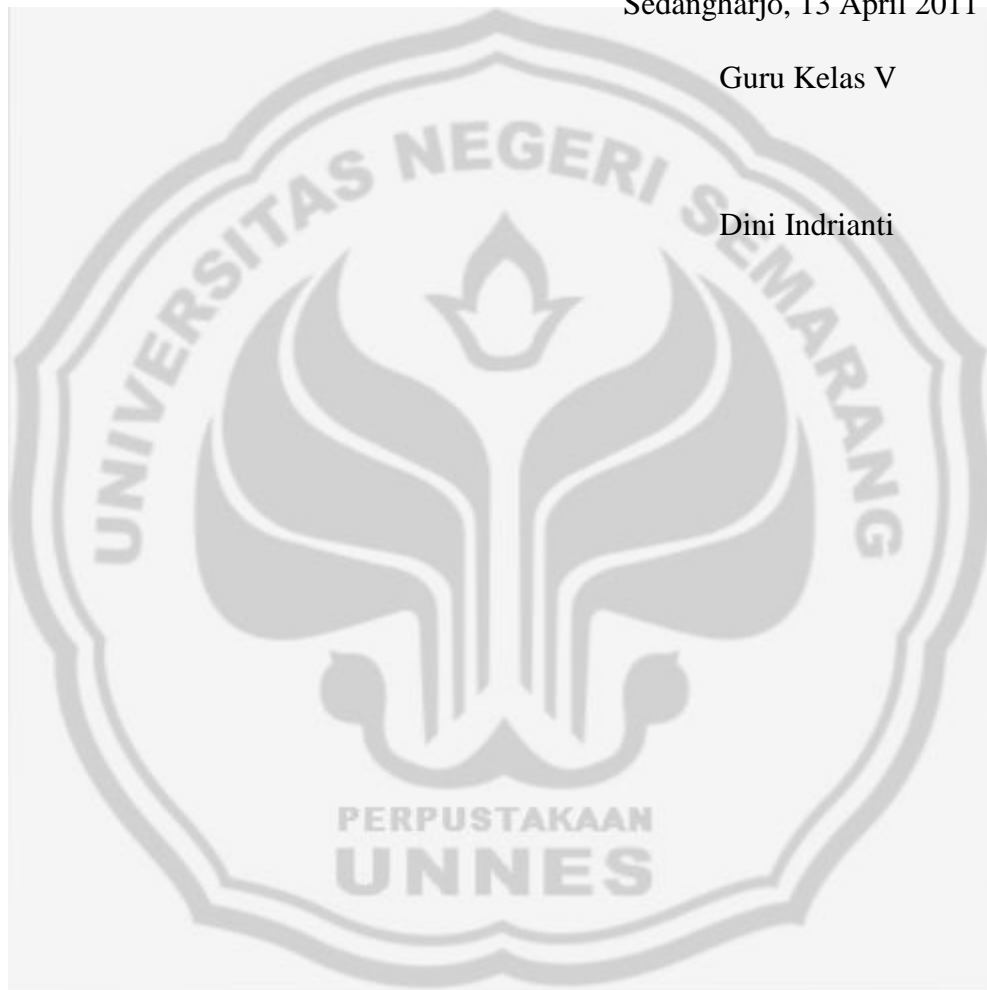 Sedangharjo, 13 April 2011
Guru Kelas V
Dini Indrianti
UNIVERSITAS NEGERI SEMARANG
PERPUSTAKAAN
UNNES